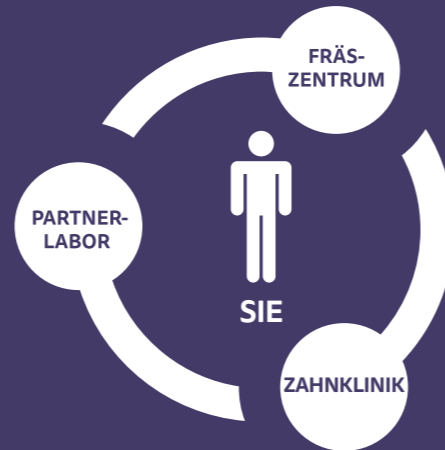 FRÄS-
ZENTRUM
PARTNER-
LABOR
SIE
ZAHNKLINIK